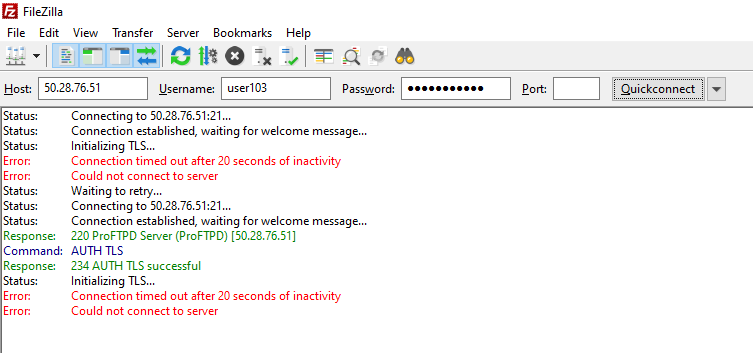 FileZilla
File Edit View Transfer Server Bookmarks Help
Host: 50.28.76.51 Username: user103 Password: ●●●●●●●●●●● Port: Quickconnect
Status: Connecting to 50.28.76.51:21...
Status: Connection established, waiting for welcome message...
Status: Initializing TLS...
Error: Connection timed out after 20 seconds of inactivity
Error: Could not connect to server
Status: Waiting to retry...
Status: Connecting to 50.28.76.51:21...
Status: Connection established, waiting for welcome message...
Response: 220 ProFTPD Server (ProFTPD) [50.28.76.51]
Command: AUTH TLS
Response: 234 AUTH TLS successful
Status: Initializing TLS...
Error: Connection timed out after 20 seconds of inactivity
Error: Could not connect to server